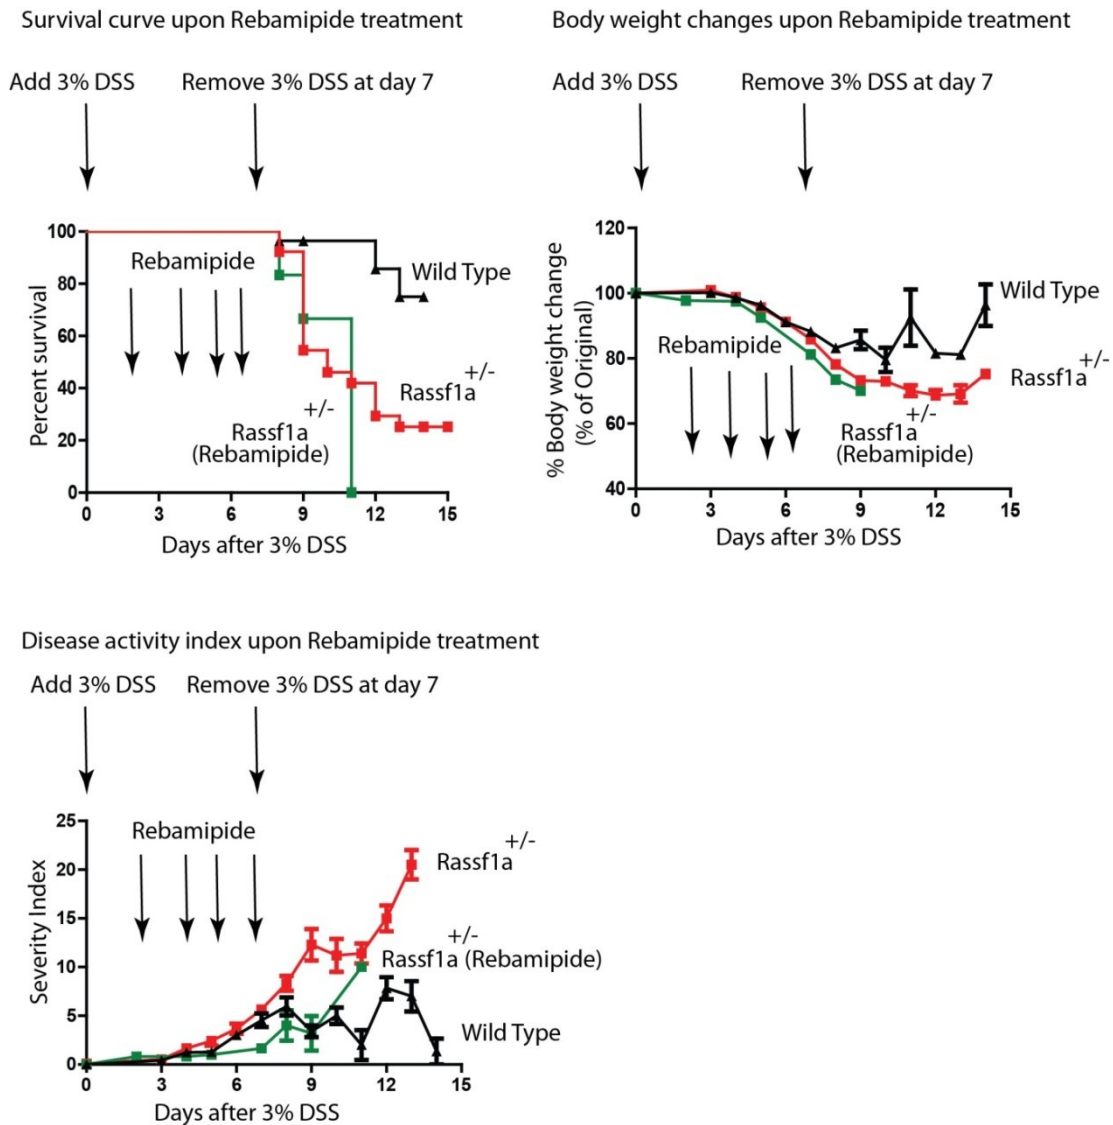 Survival curve upon Rebamipide treatment
Add 3% DSS
Remove 3% DSS at day 7
Percent survival
100
80
60
40
20
0
Rebamipide
Wild Type
+/-
Rassf1a
+/-
Rassf1a
(Rebamipide)
0 3 6 9 12 15
Days after 3% DSS
Body weight changes upon Rebamipide treatment
Add 3% DSS
Remove 3% DSS at day 7
% Body weight change
(% of Original)
120
100
80
60
40
Wild Type
Rebamipide
+/-
Rassf1a
+/-
Rassf1a
(Rebamipide)
0 3 6 9 12 15
Days after 3% DSS
Disease activity index upon Rebamipide treatment
Add 3% DSS
Remove 3% DSS at day 7
Severity Index
25
20
15
10
5
0
Rebamipide
+/-
Rassf1a
+/-
Rassf1a (Rebamipide)
Wild Type
0 3 6 9 12 15
Days after 3% DSS